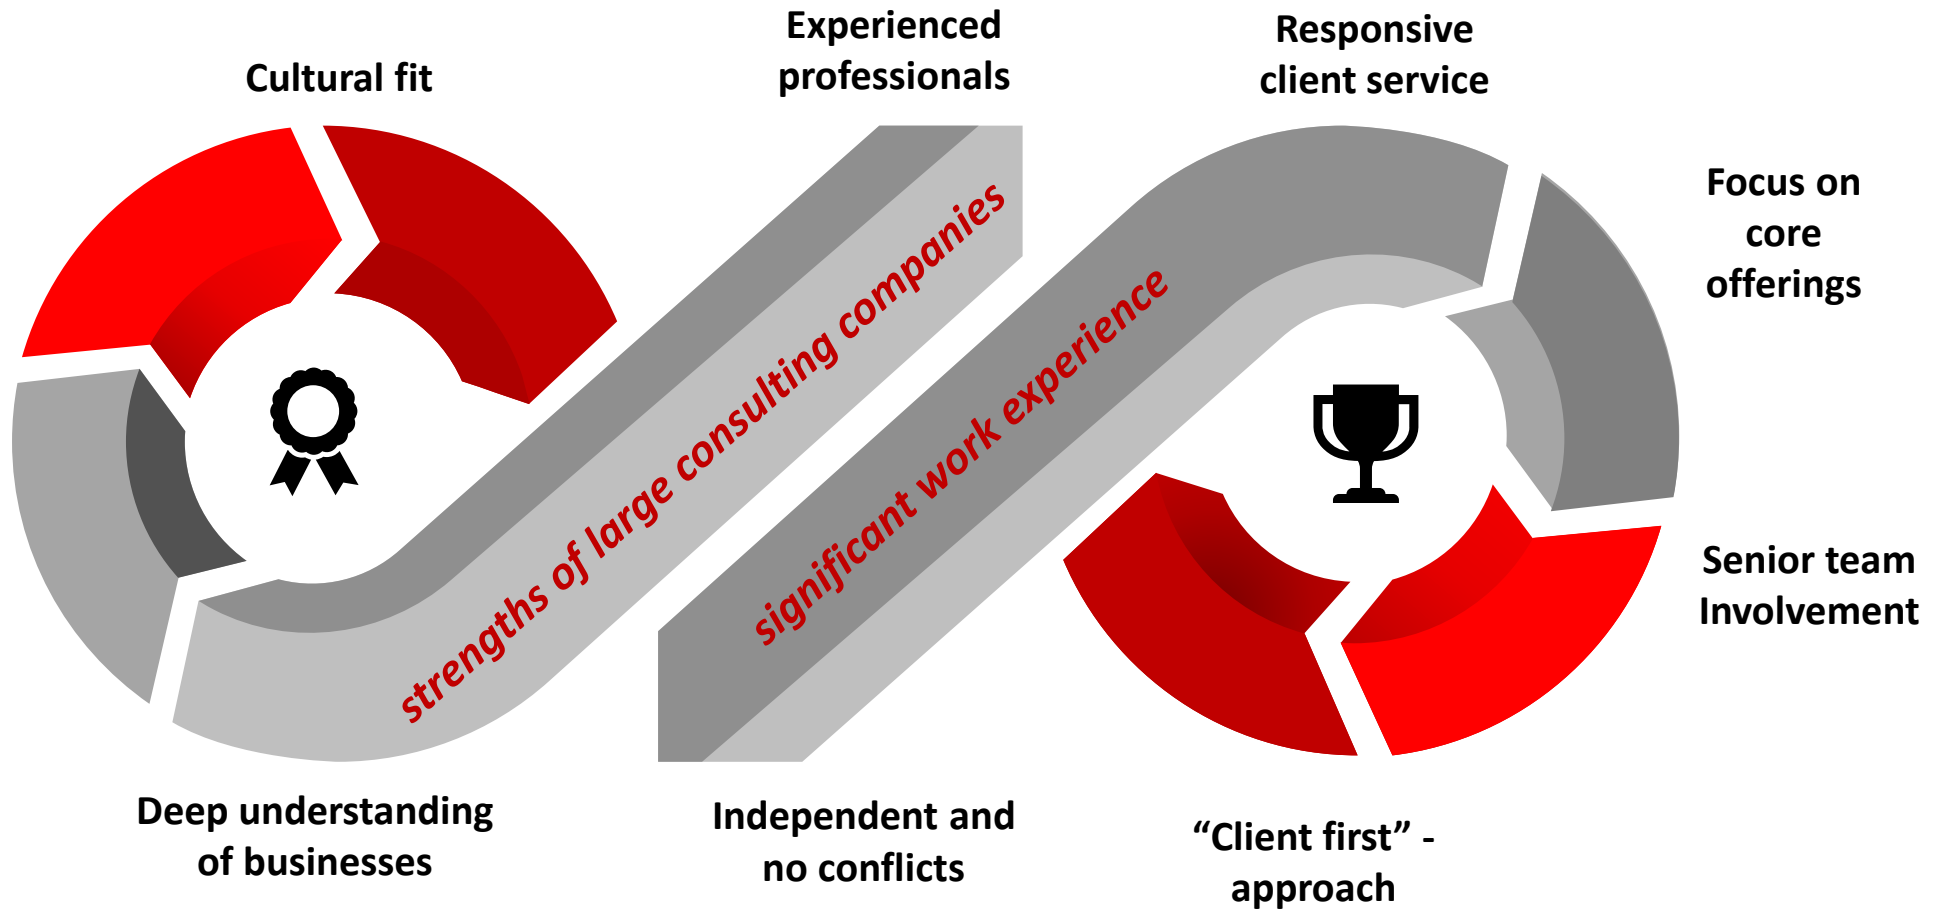 Cultural fit
Experienced
professionals
Responsive
client service
Focus on
core
offerings
strengths of large consulting companies
significant work experience
Senior team
Involvement
Deep understanding
of businesses
Independent and
no conflicts
“Client first” -
approach